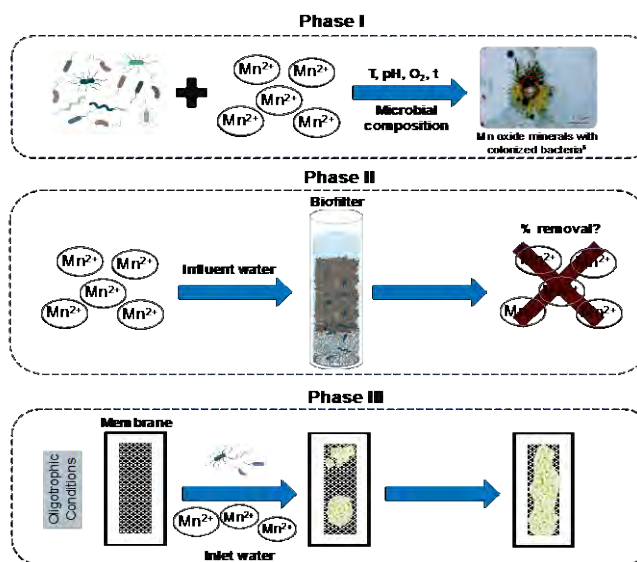 Phase I
Mn2+ Mn2+
Mn2+
Mn2+ Mn2+
T, pH, O2, t
Microbial
composition
Mn oxide minerals with
colonized bacteria
Phase II
Biofilter
% removal?
Mn2+ Mn2+
Mn2+
Mn2+ Mn2+
Influent water
Phase III
Membrane
Oligotrophic
Conditions
Mn2+ Mn2+ Mn2+
Inlet water